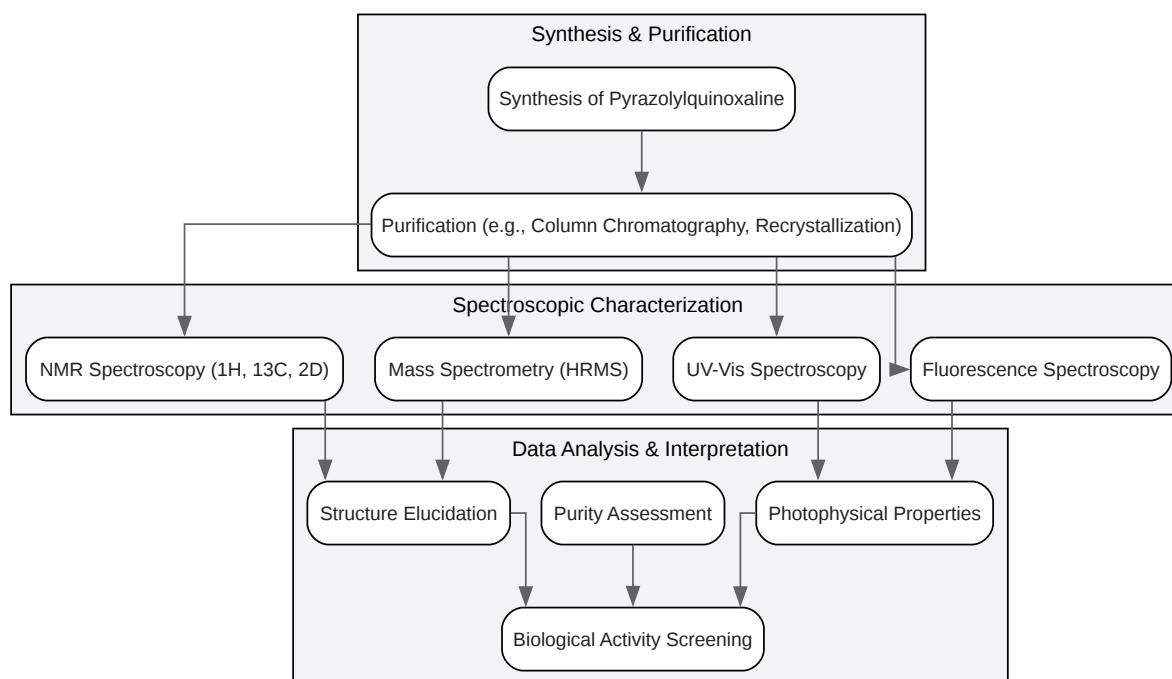 Synthesis & Purification
Synthesis of Pyrazolylquinoxaline
Purification (e.g., Column Chromatography, Recrystallization)
Spectroscopic Characterization
NMR Spectroscopy (1H, 13C, 2D)
Mass Spectrometry (HRMS)
UV-Vis Spectroscopy
Fluorescence Spectroscopy
Data Analysis & Interpretation
Structure Elucidation
Purity Assessment
Photophysical Properties
Biological Activity Screening